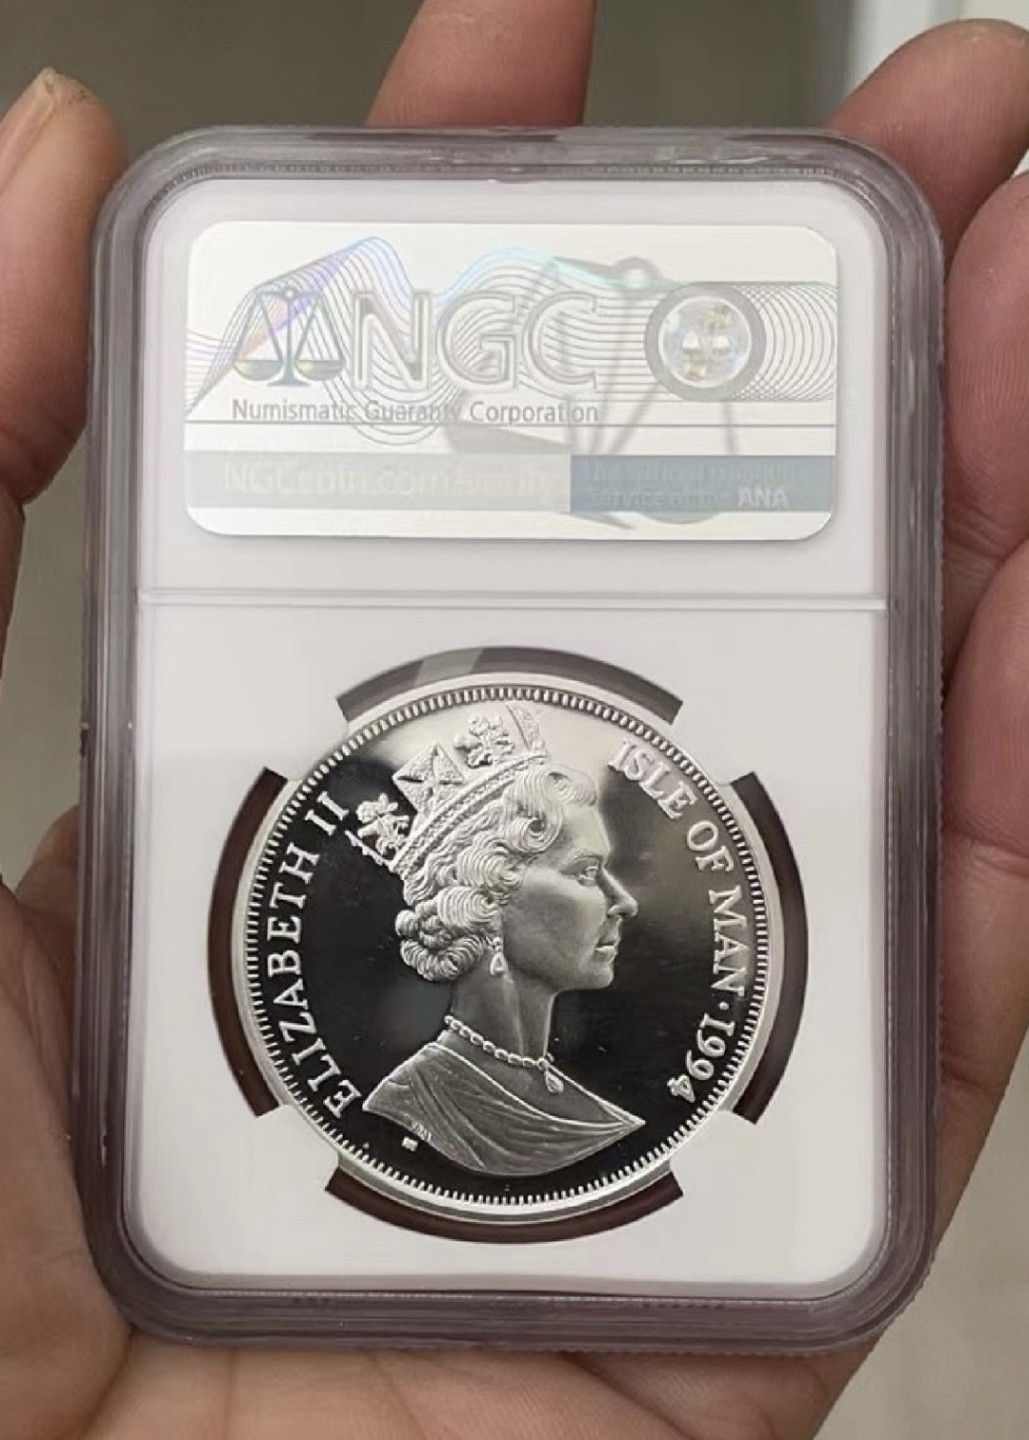 NGC
Numismatic Guaranty Corporation
NGCcoin.com
ANA
ELIZABETH II
ISLE OF MAN · 1994